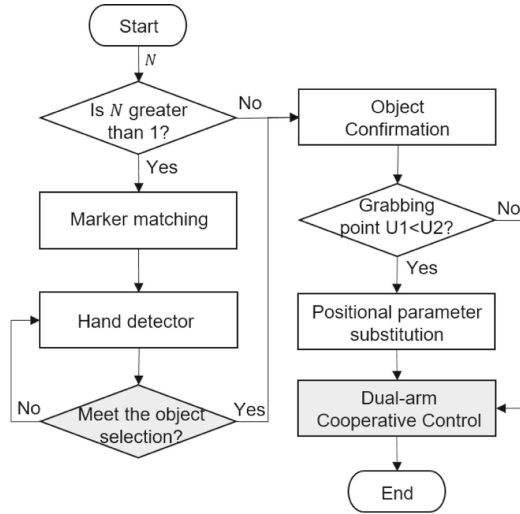 Start
N
Is N greater
than 1?
No
Yes
Marker matching
Hand detector
Meet the object
selection?
No
Yes
Object
Confirmation
Grabbing
point U1<U2?
No
Yes
Positional parameter
substitution
Dual-arm
Cooperative Control
End